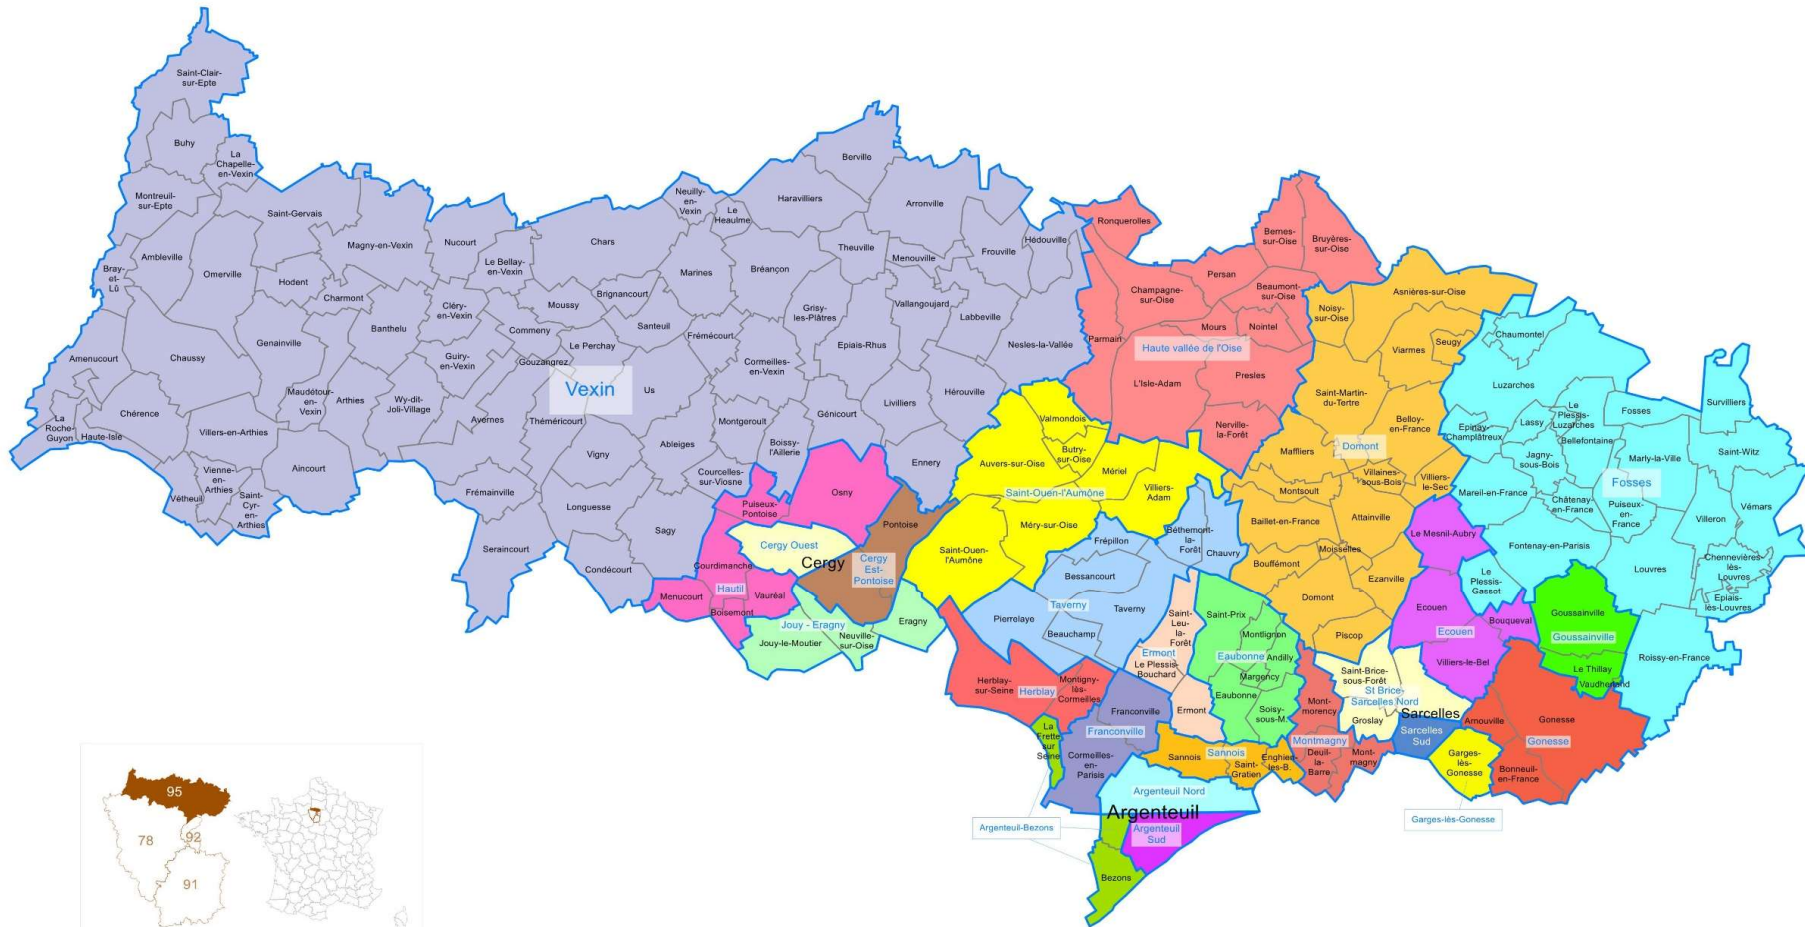 Saint-Clair-
sur-Epte
Buhy
La
Chapelle-
en-Vexin
Montreuil-
sur-Epte
Saint-Gervais
Magny-en-Vexin
Nucourt
Ambleville
Omerville
Hodent
Charmont
Bray-
et-
Lû
Le Bellay-
en-Vexin
Chars
Neuilly-
en-
Vexin
Le
Heaulme
Haravilliers
Berville
Arronville
Theuville
Menouville
Frouville
Hédouville
Marines
Bréançon
Brignancourt
Moussy
Cléry-
en-Vexin
Banthelu
Genainville
Chaussy
Amenucourt
Commeny
Santeuil
Le Perchay
Gouzangrez
Guiry-
en-Vexin
Frémécourt
Grisy-
les-Plâtres
Vallangoujard
Labbeville
Nesles-la-Vallée
Epiais-Rhus
Cormeilles-
en-Vexin
Us
Vexin
Maudétour-
en-
Vexin
Arthies
Wy-dit-
Joli-Village
Avernes
Théméricourt
Chérence
La
Roche-
Guyon
Haute-Isle
Villers-en-Arthies
Vienne-
en-
Arthies
Vétheuil
Saint-
Cyr-
en-
Arthies
Aincourt
Frémainville
Seraincourt
Longuesse
Vigny
Condécourt
Sagy
Ableiges
Montgeroult
Courcelles-
sur-Viosne
Boissy-
l'Aillerie
Génicourt
Livilliers
Hérouville
Ennery
Ronquerolles
Bernes-
sur-Oise
Bruyères-
sur-Oise
Persan
Champagne-
sur-Oise
Beaumont-
sur-Oise
Mours
Nointel
Parmain
Haute vallée de l'Oise
L'Isle-Adam
Presles
Nerville-
la-Forêt
Noisy-
sur-Oise
Asnières-sur-Oise
Viarmes
Seugy
Saint-Martin-
du-Tertre
Belloy-
en-France
Maffliers
Domont
Villaines-
sous-Bois
Villiers-
le-Sec
Montsoult
Baillet-en-France
Attainville
Moisselles
Bouffémont
Ezanville
Domont
Piscop
Chaumontel
Luzarches
Le
Plessis-
Luzarches
Lassy
Bellefontaine
Fosses
Survilliers
Epinay-
Champlâtreux
Jagny-
sous-Bois
Marly-la-Ville
Saint-Witz
Fosses
Mareil-en-France
Châtenay-
en-France
Puiseux-
en-
France
Villeron
Vémars
Fontenay-en-Parisis
Louvres
Chennevières-
lès-
Louvres
Epiais-
lès-Louvres
Le
Plessis-
Gassot
Roissy-en-France
Valmondois
Butry-
sur-Oise
Auvers-sur-Oise
Mériel
Villiers-
Adam
Saint-Ouen-l'Aumône
Méry-sur-Oise
Saint-Ouen-
l'Aumône
Osny
Puiseux-
Pontoise
Pontoise
Cergy Ouest
Cergy
Cergy
Est-
Pontoise
Courdimanche
Hautil
Vauréal
Menucourt
Boisemont
Jouy - Eragny
Jouy-le-Moutier
Neuville-
sur-Oise
Eragny
Béthemont-
la-
Forêt
Chauvry
Frépillon
Bessancourt
Taverny
Taverny
Pierrelaye
Beauchamp
Saint-
Leu-
la-
Forêt
Ermont
Le Plessis-
Bouchard
Ermont
Saint-Prix
Montlignon
Eaubonne
Andilly
Margency
Eaubonne
Soisy-
sous-M.
Le Mesnil-Aubry
Ecouen
Ecouen
Bouqueval
Villiers-le-Bel
Goussainville
Goussainville
Le Thillay
Vaudherland
Saint-Brice-
sous-Forêt
St Brice-
Sarcelles Nord
Groslay
Sarcelles
Sarcelles
Sud
Mont-
morency
Montmagny
Deuil-
la-
Barre
Mont-
magny
Arnouville
Gonesse
Gonesse
Bonneuil-
en-France
Garges-
lès-
Gonesse
Garges-lès-Gonesse
Herblay-
sur-Seine
Herblay
Montigny-
lès-
Cormeilles
La
Frette-
sur
Seine
Franconville
Franconville
Cormeilles-
en-
Parisis
Sannois
Sannois
Saint-
Gratien
Enghien-
les-B.
Argenteuil Nord
Argenteuil
Argenteuil
Sud
Argenteuil-Bezons
Bezons
95
78
92
91